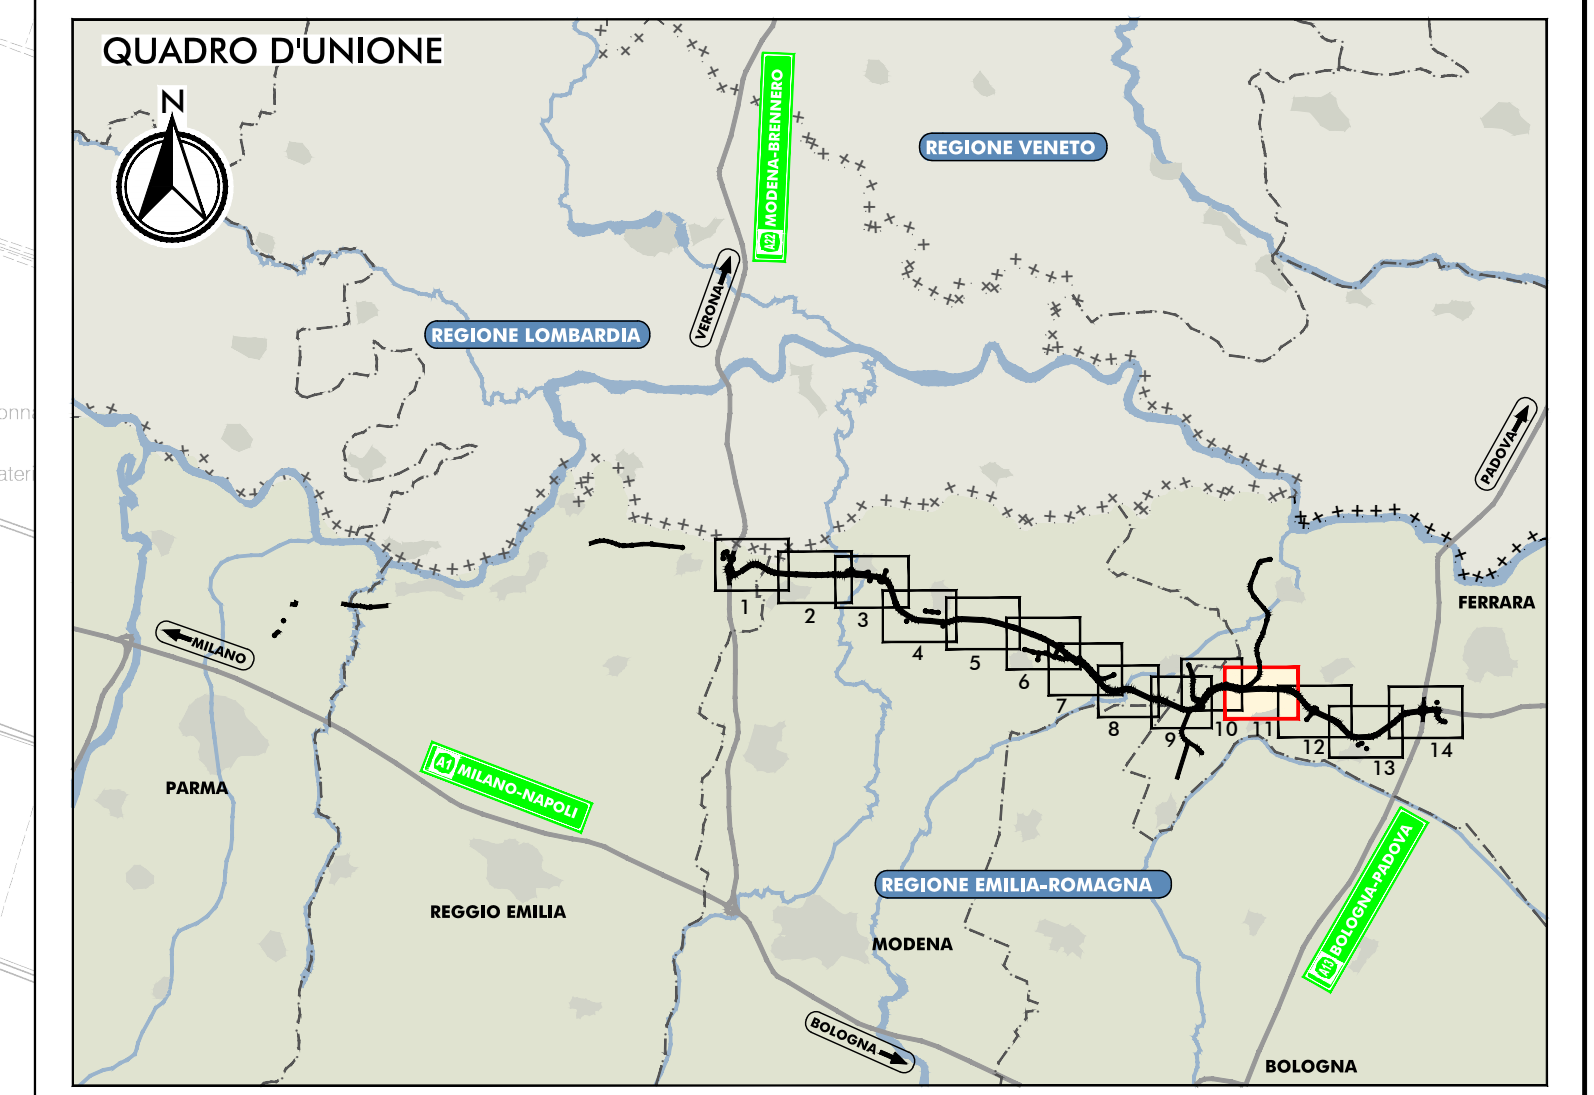 QUADRO D'UNIONE
N
A22 MODENA-BRENNERO
REGIONE VENETO
VERONA
REGIONE LOMBARDIA
onna
ateri
PADOVA
FERRARA
MILANO
1
2
3
4
5
6
7
8
9
10
11
12
13
14
PARMA
A1 MILANO-NAPOLI
REGIONE EMILIA-ROMAGNA
REGGIO EMILIA
MODENA
A13 BOLOGNA-PADOVA
BOLOGNA
BOLOGNA